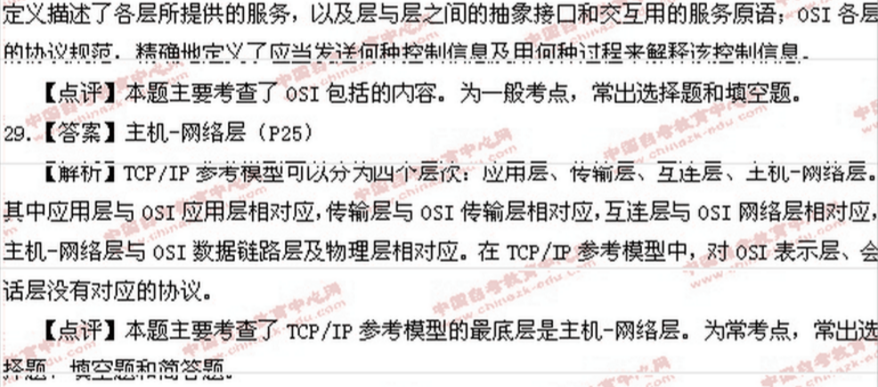 定义描述了各层所提供的服务，以及层与层之间的抽象接口和交互用的服务原语；OSI 各层
的协议规范，精确地定义了应当发送何种控制信息及用何种过程来解释该控制信息。
【点评】本题主要考查了 OSI 包括的内容。为一般考点，常出选择题和填空题。
29.【答案】主机-网络层（P25）
【解析】TCP/IP 参考模型可以分为四个层次：应用层、传输层、互连层、主机-网络层。
其中应用层与 OSI 应用层相对应，传输层与 OSI 传输层相对应，互连层与 OSI 网络层相对应，
主机-网络层与 OSI 数据链路层及物理层相对应。在 TCP/IP 参考模型中，对 OSI 表示层、会
话层没有对应的协议。
【点评】本题主要考查了 TCP/IP 参考模型的最底层是主机-网络层。为常考点，常出选
择题、填空题和简答题。
中国自考教育中心网
www.chinazk-edu.com